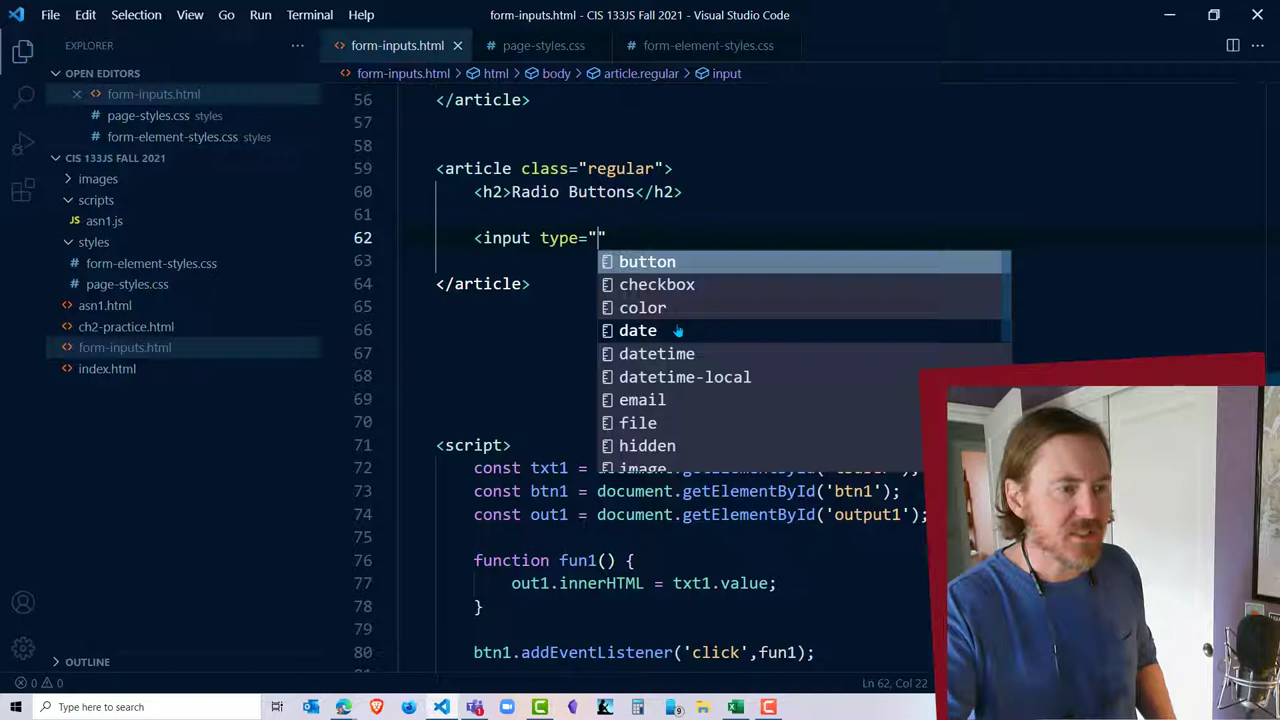 File Edit Selection View Go Run Terminal Help form-inputs.html - CIS 133JS Fall 2021 - Visual Studio Code
EXPLORER
form-inputs.html page-styles.css form-element-styles.css
OPEN EDITORS
form-inputs.html > html > body > article.regular > input
form-inputs.html
page-styles.css styles
form-element-styles.css styles
CIS 133JS FALL 2021
images
scripts
JS asn1.js
styles
form-element-styles.css
page-styles.css
asn1.html
ch2-practice.html
form-inputs.html
index.html
OUTLINE
56 </article>
57
58
59 <article class="regular">
60 <h2>Radio Buttons</h2>
61
62 <input type=""
button
63
checkbox
64 </article>
color
65
date
66
datetime
67
datetime-local
68
email
69
file
70
hidden
71 <script>
image
72 const txt1 =
73 const btn1 = document.getElementById('btn1');
74 const out1 = document.getElementById('output1');
75
76 function fun1() {
77 out1.innerHTML = txt1.value;
78 }
79
80 btn1.addEventListener('click',fun1);
0 0 Ln 62, Col 22
Type here to search